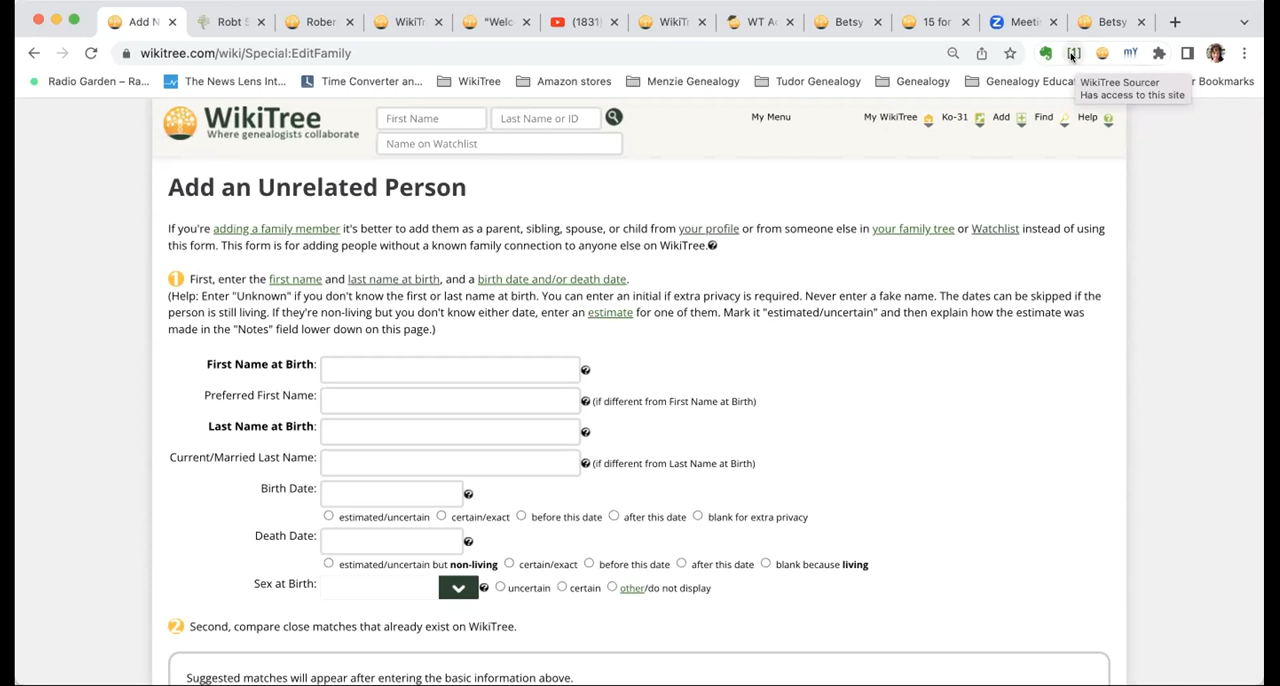 Add N
Robt S
Rober
WikiTr
"Welc
(1831)
WikiTr
WT A
Betsy
15 for
Z Meeti
Betsy
wikitree.com/wiki/Special:EditFamily
[1] mY
Radio Garden – Ra... The News Lens Int... Time Converter an... WikiTree Amazon stores Menzie Genealogy Tudor Genealogy Genealogy Genealogy Educa r Bookmarks
WikiTree Sourcer
Has access to this site
WikiTree
Where genealogists collaborate
First Name Last Name or ID
Name on Watchlist
My Menu My WikiTree Ko-31 Add Find Help
Add an Unrelated Person
If you're adding a family member it's better to add them as a parent, sibling, spouse, or child from your profile or from someone else in your family tree or Watchlist instead of using
this form. This form is for adding people without a known family connection to anyone else on WikiTree.?
1 First, enter the first name and last name at birth, and a birth date and/or death date.
(Help: Enter "Unknown" if you don't know the first or last name at birth. You can enter an initial if extra privacy is required. Never enter a fake name. The dates can be skipped if the
person is still living. If they're non-living but you don't know either date, enter an estimate for one of them. Mark it "estimated/uncertain" and then explain how the estimate was
made in the "Notes" field lower down on this page.)
First Name at Birth: ?
Preferred First Name: ? (if different from First Name at Birth)
Last Name at Birth: ?
Current/Married Last Name: ? (if different from Last Name at Birth)
Birth Date: ?
estimated/uncertain certain/exact before this date after this date blank for extra privacy
Death Date: ?
estimated/uncertain but non-living certain/exact before this date after this date blank because living
Sex at Birth: ? uncertain certain other/do not display
2 Second, compare close matches that already exist on WikiTree.
Suggested matches will appear after entering the basic information above.